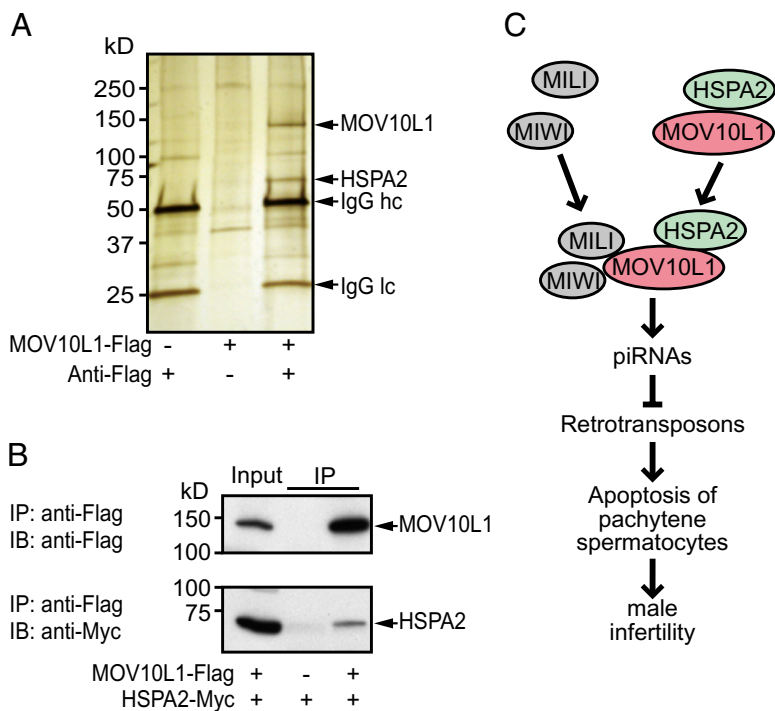 A
kD
250
150
100
75
50
37
25
MOV10L1
HSPA2
IgG hc
IgG lc
MOV10L1-Flag - + +
Anti-Flag + - +
B
Input IP
kD
IP: anti-Flag
IB: anti-Flag
150
100
MOV10L1
IP: anti-Flag
IB: anti-Myc
100
75
HSPA2
MOV10L1-Flag + - +
HSPA2-Myc + + +
C
MILI
HSPA2
MIWI
MOV10L1
HSPA2
MILI
MOV10L1
MIWI
piRNAs
Retrotransposons
Apoptosis of
pachytene
spermatocytes
male
infertility